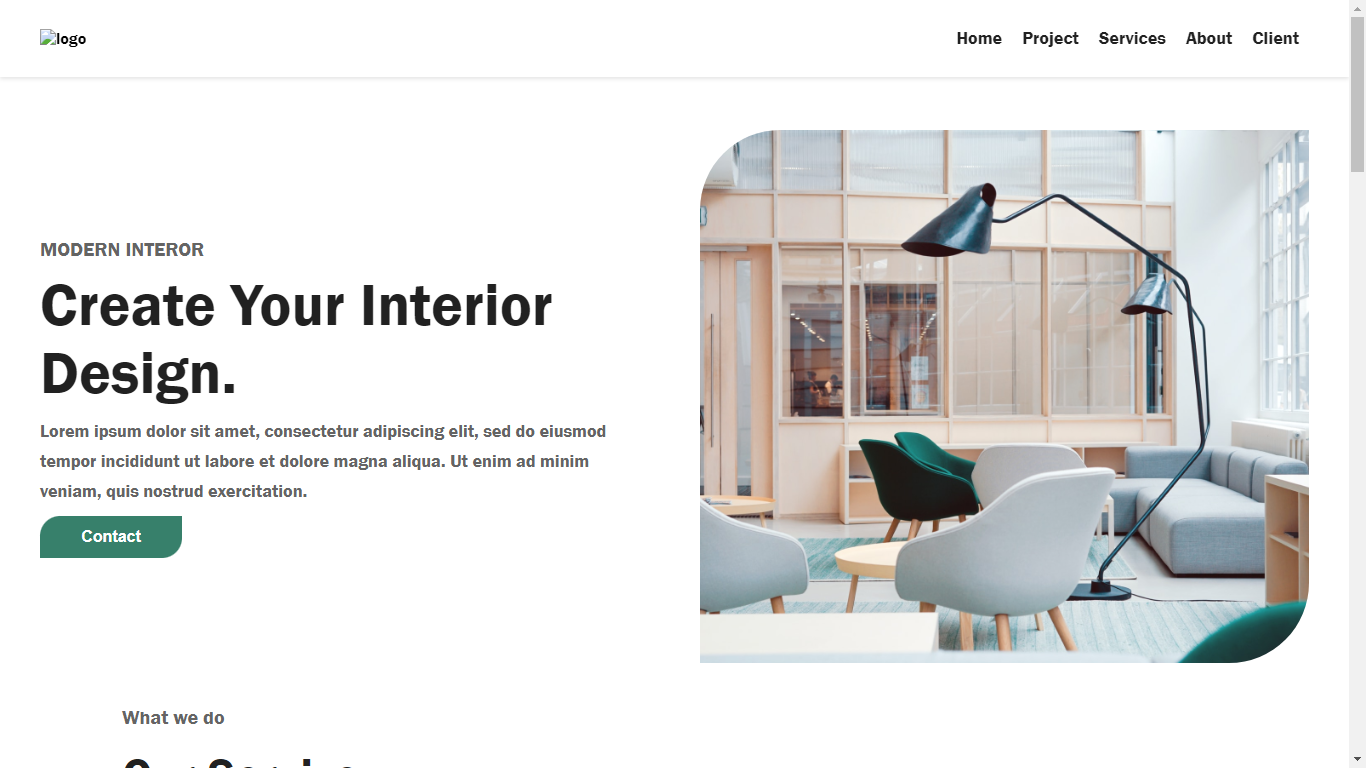 logo
Home Project Services About Client
MODERN INTEROR
Create Your Interior
Design.
Lorem ipsum dolor sit amet, consectetur adipiscing elit, sed do eiusmod
tempor incididunt ut labore et dolore magna aliqua. Ut enim ad minim
veniam, quis nostrud exercitation.
Contact
What we do
Our Service